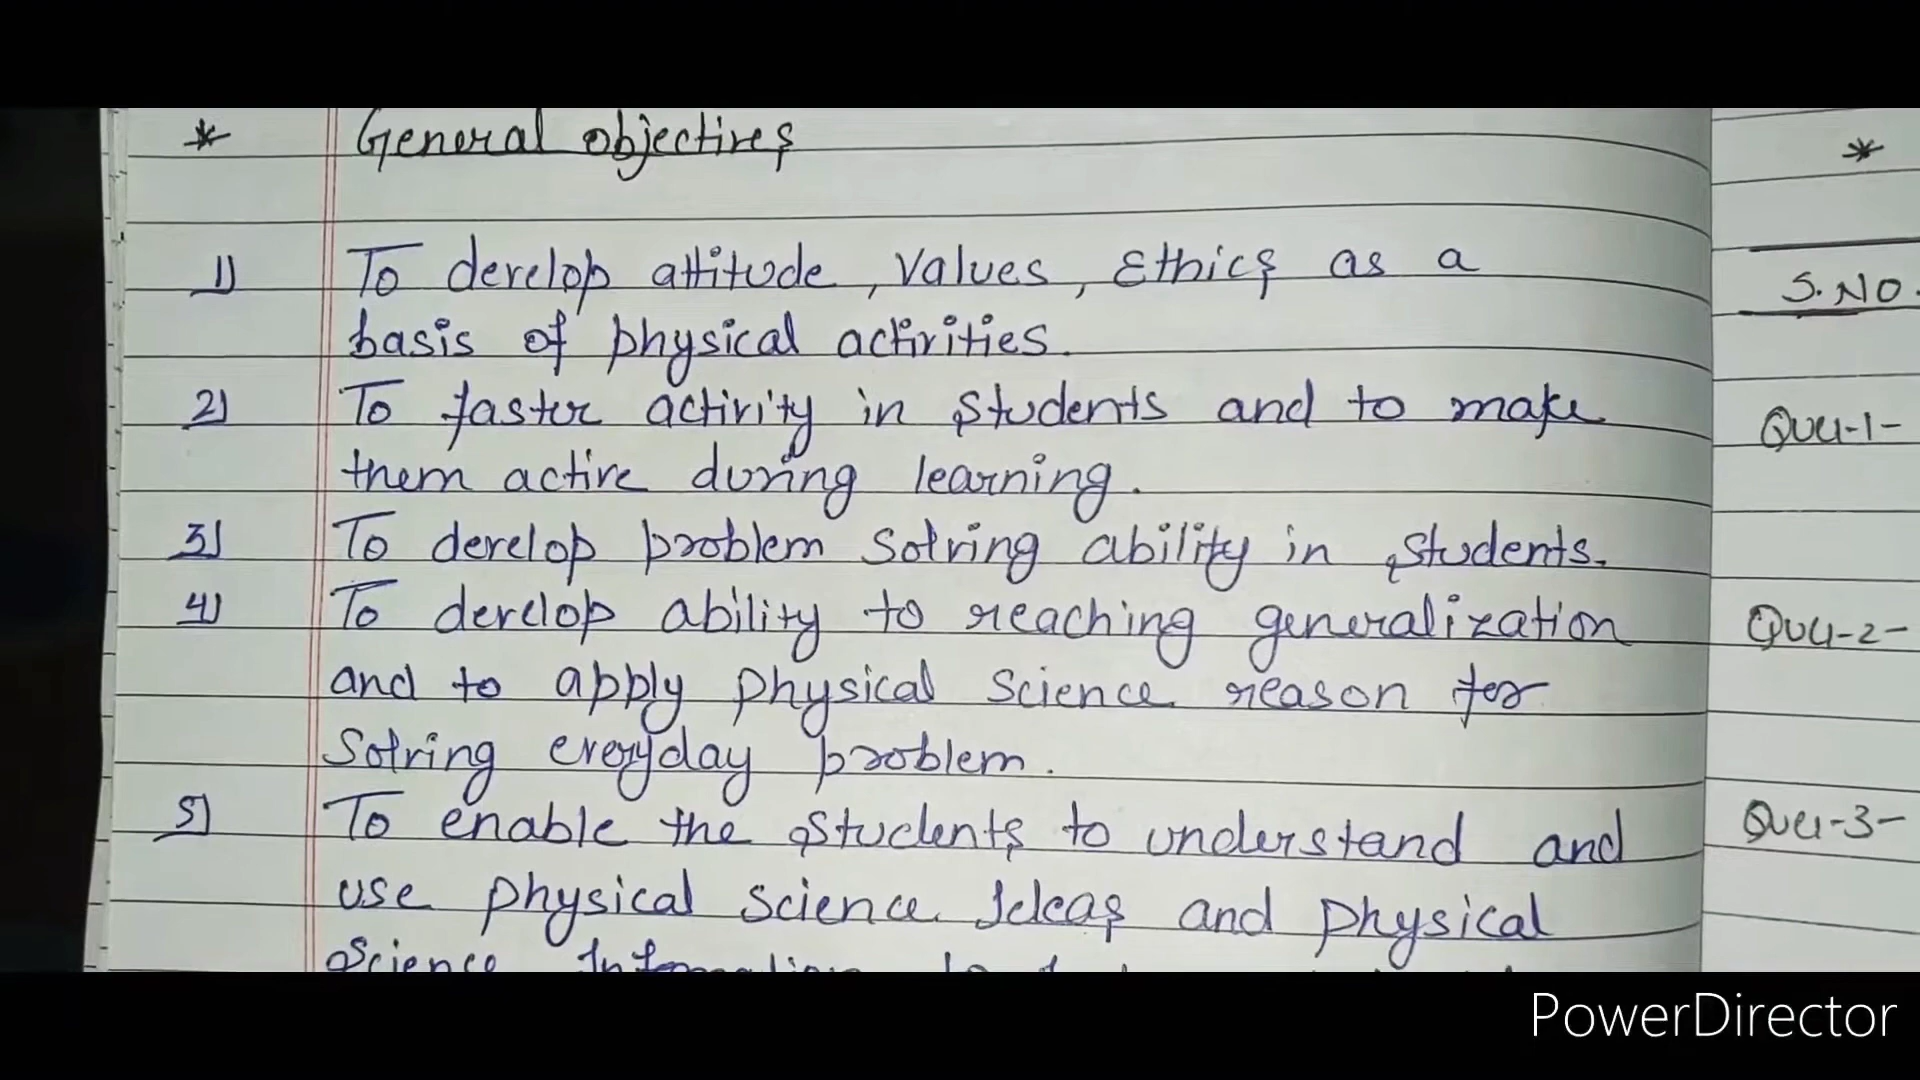 * General objectives
1) To develop attitude, Values, Ethics as a
basis of physical activities.
2) To faster activity in students and to make
them active during learning.
3) To develop problem solving ability in students.
4) To develop ability to reaching generalization
and to apply physical science reason for
solving everyday problem.
5) To enable the students to understand and
use physical science Ideas and physical
science
*
S.NO.
Que-1-
Que-2-
Que-3-
PowerDirector